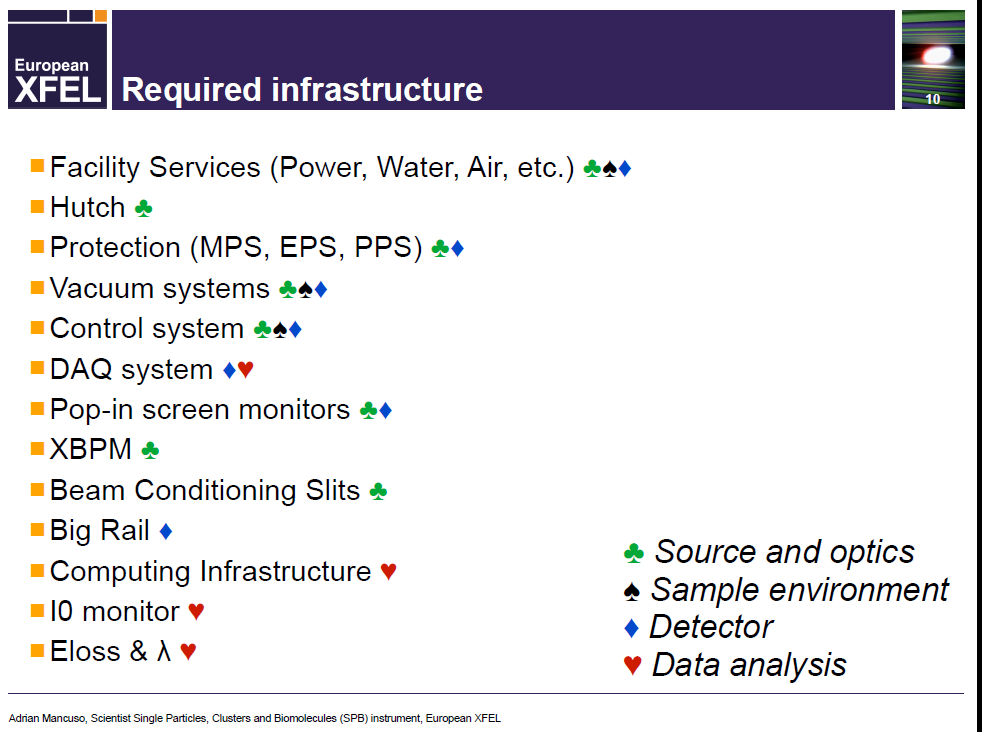 European
XFEL
Required infrastructure
10
Facility Services (Power, Water, Air, etc.) ♣♠♦
Hutch ♣
Protection (MPS, EPS, PPS) ♣♦
Vacuum systems ♣♠♦
Control system ♣♠♦
DAQ system ♦♥
Pop-in screen monitors ♣♦
XBPM ♣
Beam Conditioning Slits ♣
Big Rail ♦
Computing Infrastructure ♥
I0 monitor ♥
Eloss & λ ♥
♣ Source and optics
♠ Sample environment
♦ Detector
♥ Data analysis
Adrian Mancuso, Scientist Single Particles, Clusters and Biomolecules (SPB) instrument, European XFEL